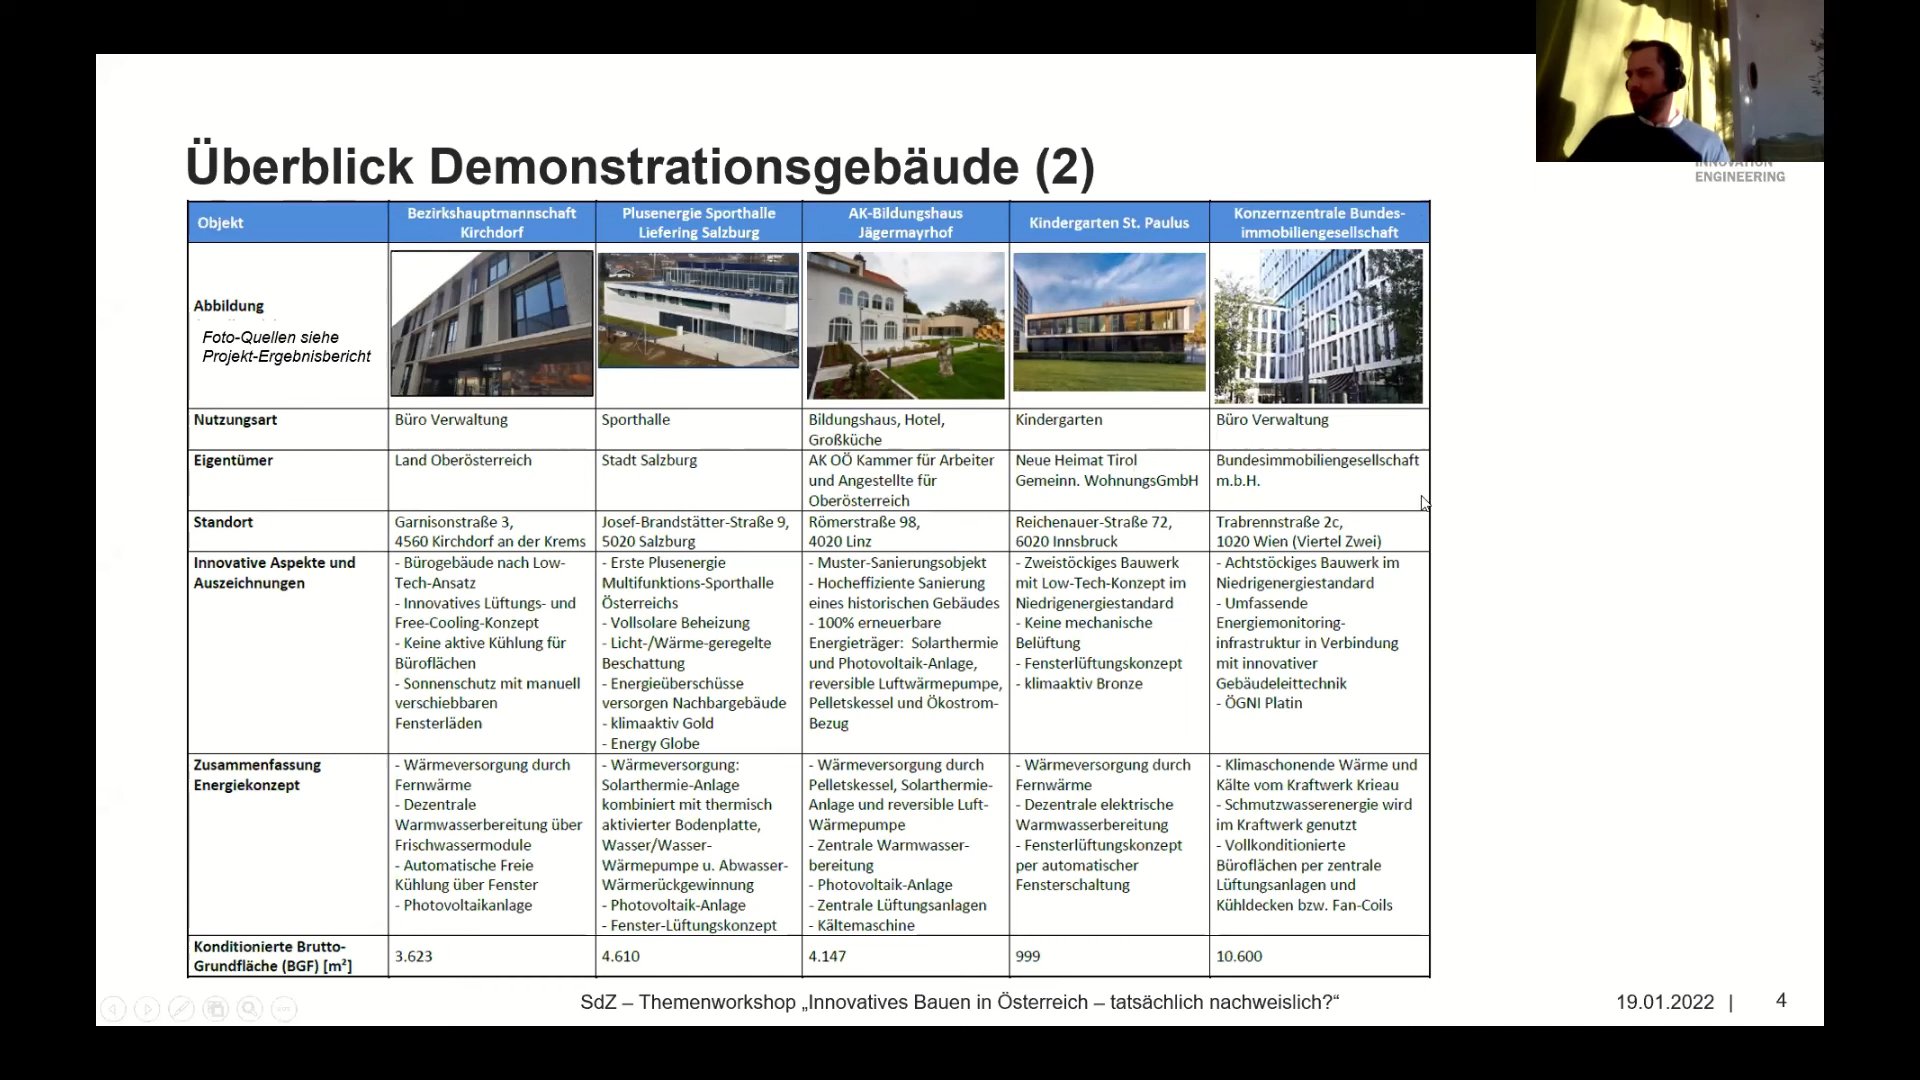 INNOVATION
ENGINEERING
Überblick Demonstrationsgebäude (2)
Objekt
Bezirkshauptmannschaft
Kirchdorf
Plusenergie Sporthalle
Liefering Salzburg
AK-Bildungshaus
Jägermayrhof
Kindergarten St. Paulus
Konzernzentrale Bundes-
immobiliengesellschaft
Abbildung
Foto-Quellen siehe
Projekt-Ergebnisbericht
Nutzungsart
Büro Verwaltung
Sporthalle
Bildungshaus, Hotel,
Großküche
Kindergarten
Büro Verwaltung
Eigentümer
Land Oberösterreich
Stadt Salzburg
AK OÖ Kammer für Arbeiter
und Angestellte für
Oberösterreich
Neue Heimat Tirol
Gemeinn. WohnungsGmbH
Bundesimmobiliengesellschaft
m.b.H.
Standort
Garnisonstraße 3,
4560 Kirchdorf an der Krems
Josef-Brandstätter-Straße 9,
5020 Salzburg
Römerstraße 98,
4020 Linz
Reichenauer-Straße 72,
6020 Innsbruck
Trabrennstraße 2c,
1020 Wien (Viertel Zwei)
Innovative Aspekte und
Auszeichnungen
- Bürogebäude nach Low-
Tech-Ansatz
- Innovatives Lüftungs- und
Free-Cooling-Konzept
- Keine aktive Kühlung für
Büroflächen
- Sonnenschutz mit manuell
verschiebbaren
Fensterläden
- Erste Plusenergie
Multifunktions-Sporthalle
Österreichs
- Vollsolare Beheizung
- Licht-/Wärme-geregelte
Beschattung
- Energieüberschüsse
versorgen Nachbargebäude
- klimaaktiv Gold
- Energy Globe
- Muster-Sanierungsobjekt
- Hocheffiziente Sanierung
eines historischen Gebäudes
- 100% erneuerbare
Energieträger: Solarthermie
und Photovoltaik-Anlage,
reversible Luftwärmepumpe,
Pelletskessel und Ökostrom-
Bezug
- Zweistöckiges Bauwerk
mit Low-Tech-Konzept im
Niedrigenergiestandard
- Keine mechanische
Belüftung
- Fensterlüftungskonzept
- klimaaktiv Bronze
- Achtstöckiges Bauwerk im
Niedrigenergiestandard
- Umfassende
Energiemonitoring-
infrastruktur in Verbindung
mit innovativer
Gebäudeleittechnik
- ÖGNI Platin
Zusammenfassung
Energiekonzept
- Wärmeversorgung durch
Fernwärme
- Dezentrale
Warmwasserbereitung über
Frischwassermodule
- Automatische Freie
Kühlung über Fenster
- Photovoltaikanlage
- Wärmeversorgung:
Solarthermie-Anlage
kombiniert mit thermisch
aktivierter Bodenplatte,
Wasser/Wasser-
Wärmepumpe u. Abwasser-
Wärmerückgewinnung
- Photovoltaik-Anlage
- Fenster-Lüftungskonzept
- Wärmeversorgung durch
Pelletskessel, Solarthermie-
Anlage und reversible Luft-
Wärmepumpe
- Zentrale Warmwasser-
bereitung
- Photovoltaik-Anlage
- Zentrale Lüftungsanlagen
- Kältemaschine
- Wärmeversorgung durch
Fernwärme
- Dezentrale elektrische
Warmwasserbereitung
- Fensterlüftungskonzept
per automatischer
Fensterschaltung
- Klimaschonende Wärme und
Kälte vom Kraftwerk Krieau
- Schmutzwasserenergie wird
im Kraftwerk genutzt
- Vollkonditionierte
Büroflächen per zentrale
Lüftungsanlagen und
Kühldecken bzw. Fan-Coils
Konditionierte Brutto-
Grundfläche (BGF) [m²]
3.623
4.610
4.147
999
10.600
SdZ – Themenworkshop „Innovatives Bauen in Österreich – tatsächlich nachweislich?“
19.01.2022 |
4